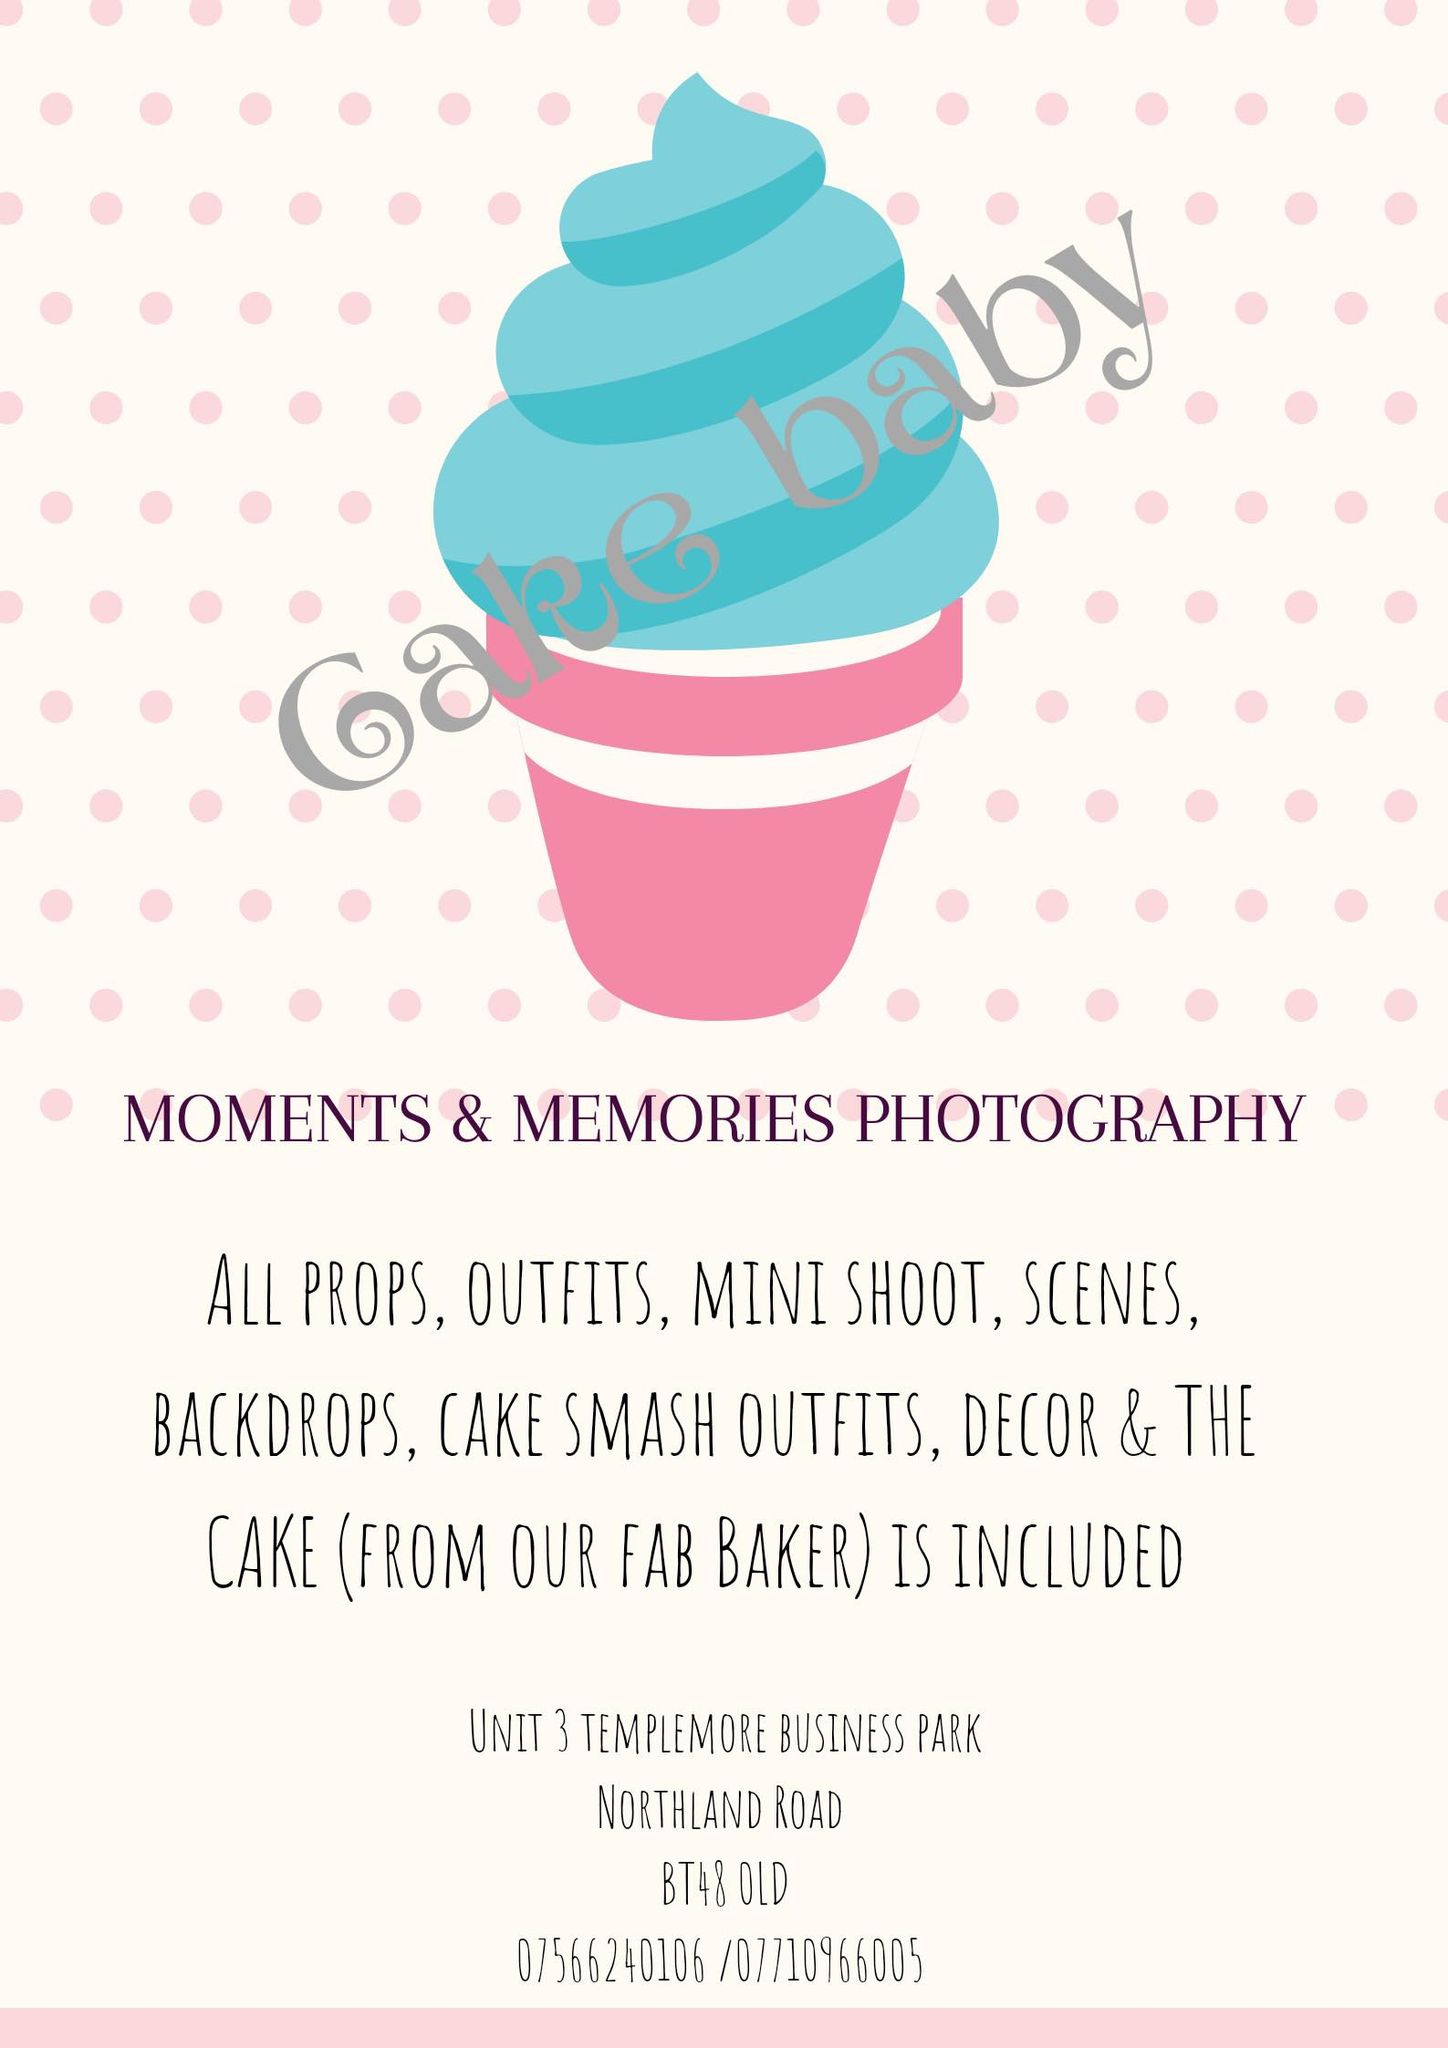 Cake baby
MOMENTS & MEMORIES PHOTOGRAPHY
All props, outfits, mini shoot, scenes,
backdrops, cake smash outfits, decor & THE
CAKE (from our fab Baker) is included
Unit 3 templemore business park
Northland Road
BT48 0LD
07566240106 /07710966005